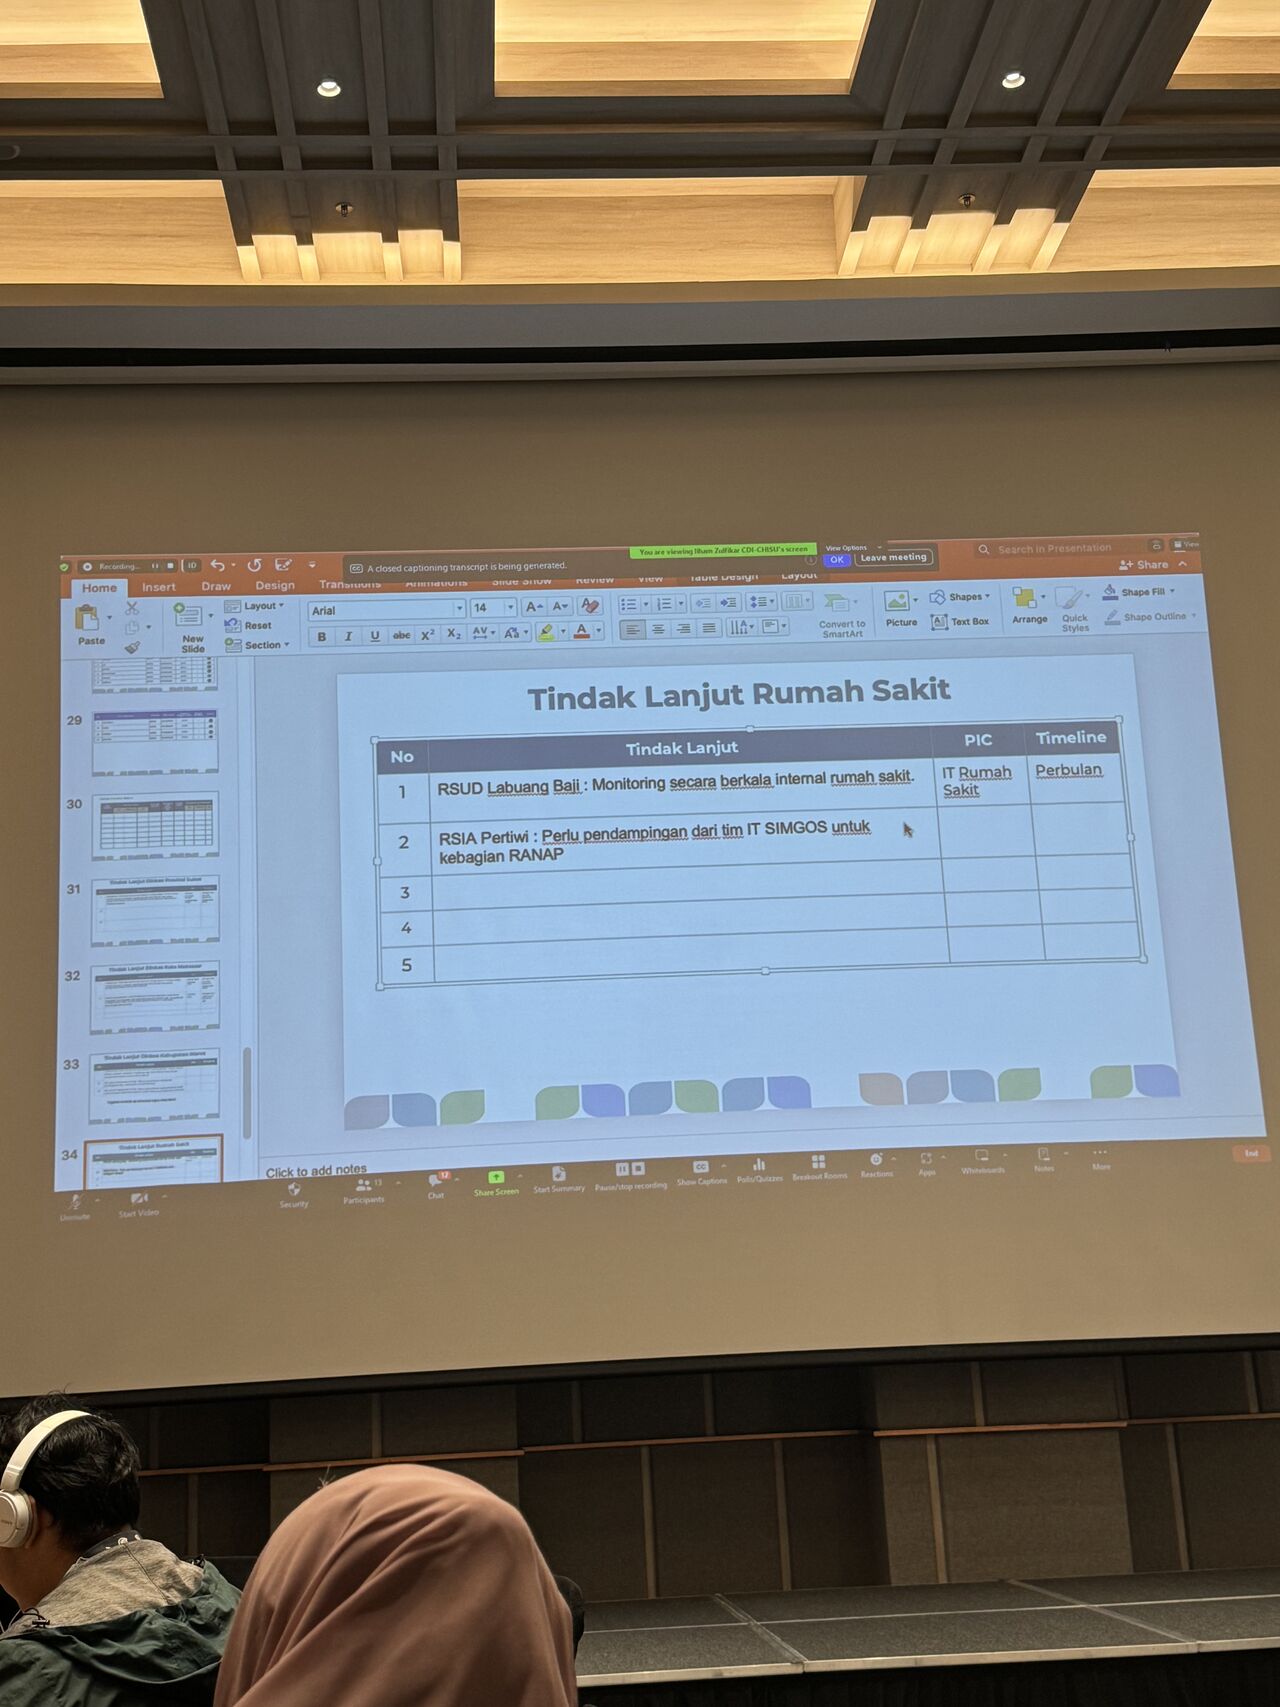 You are viewing Ilham Zulfikar CDI-CHISU's screen
View Options
Recording...
ID
CC A closed captioning transcript is being generated.
OK
Leave meeting
Search in Presentation
View
Home
Insert
Draw
Design
Transitions
Animations
Slide Show
Review
View
Table Design
Layout
Share
Paste
New Slide
Layout
Reset
Section
Arial
14
Convert to SmartArt
Picture
Shapes
Text Box
Arrange
Quick Styles
Shape Fill
Shape Outline
29
30
31
32
33
34
Tindak Lanjut Rumah Sakit
No Tindak Lanjut PIC Timeline
1 RSUD Labuang Baji : Monitoring secara berkala internal rumah sakit. IT Rumah Sakit Perbulan
2 RSIA Pertiwi : Perlu pendampingan dari tim IT SIMGOS untuk
kebagian RANAP
3
4
5
Click to add notes
Unmute
Start Video
Security
Participants
13
Chat
12
Share Screen
Start Summary
Pause/stop recording
Show Captions
Polls/Quizzes
Breakout Rooms
Reactions
Apps
Whiteboards
Notes
More
End
SONY